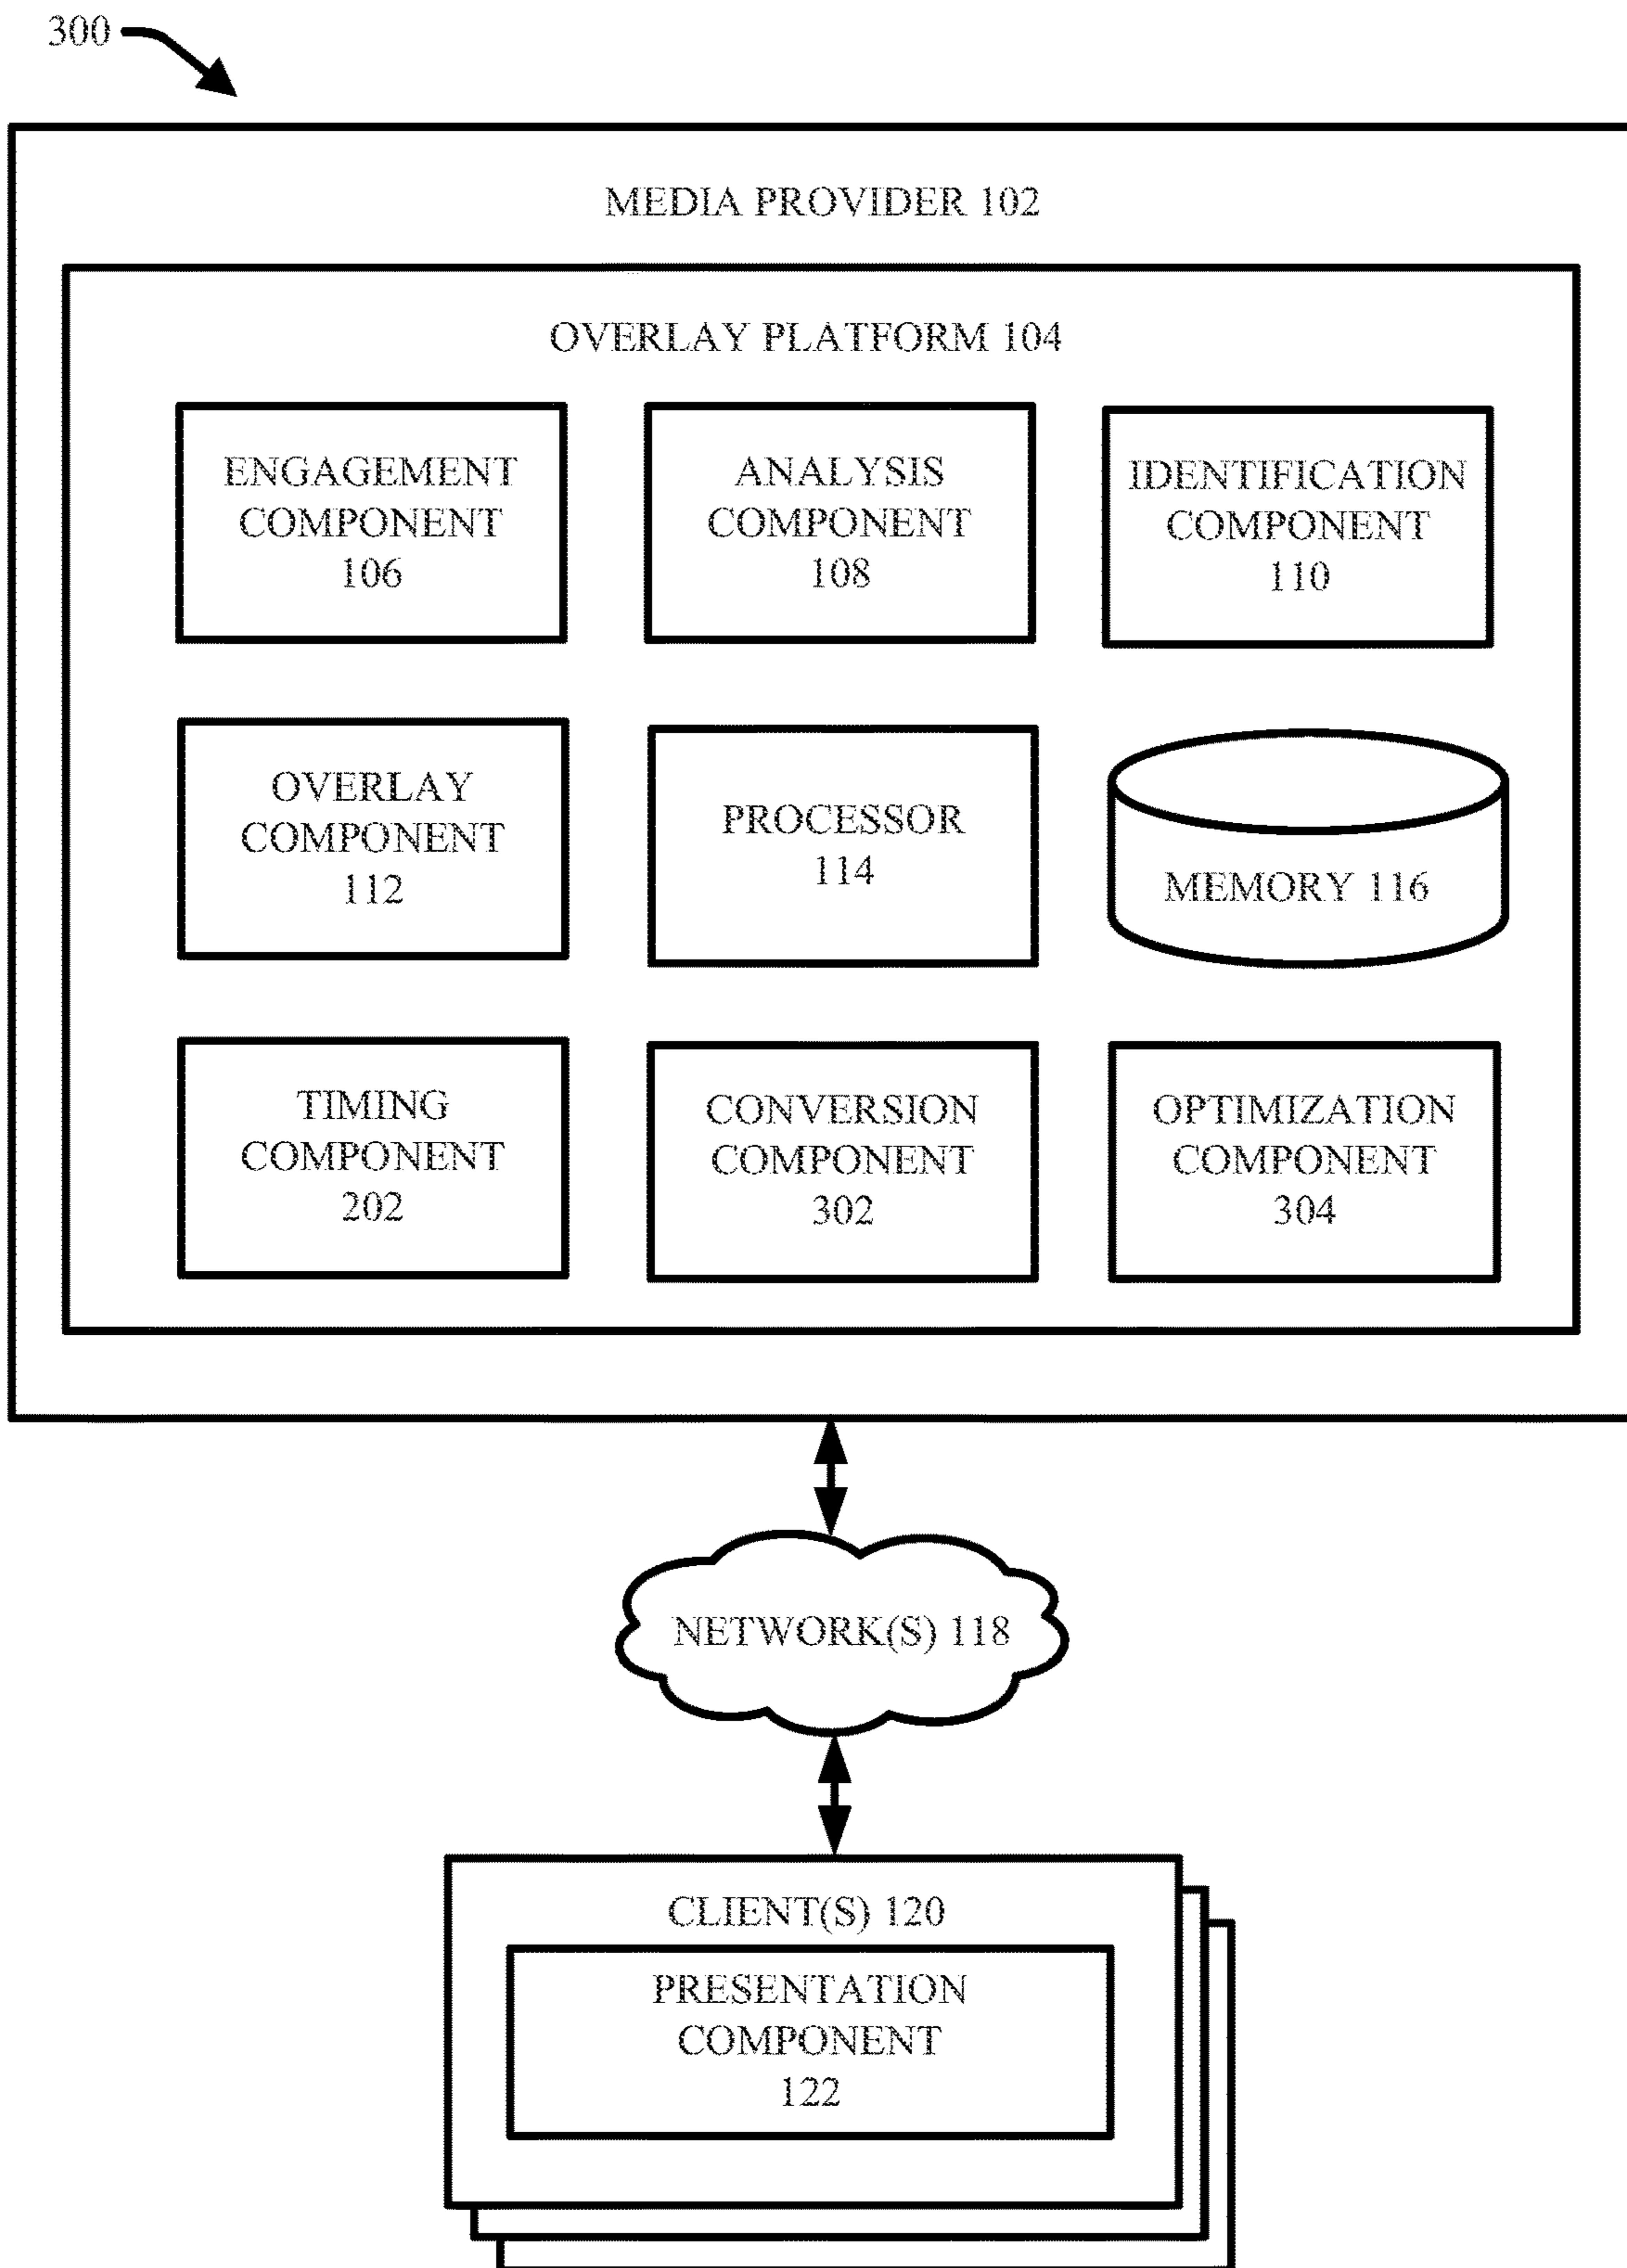 300
MEDIA PROVIDER 102
OVERLAY PLATFORM 104
ENGAGEMENT
COMPONENT
106
ANALYSIS
COMPONENT
108
IDENTIFICATION
COMPONENT
110
OVERLAY
COMPONENT
112
PROCESSOR
114
MEMORY 116
TIMING
COMPONENT
202
CONVERSION
COMPONENT
302
OPTIMIZATION
COMPONENT
304
NETWORK(S) 118
CLIENT(S) 120
PRESENTATION
COMPONENT
122